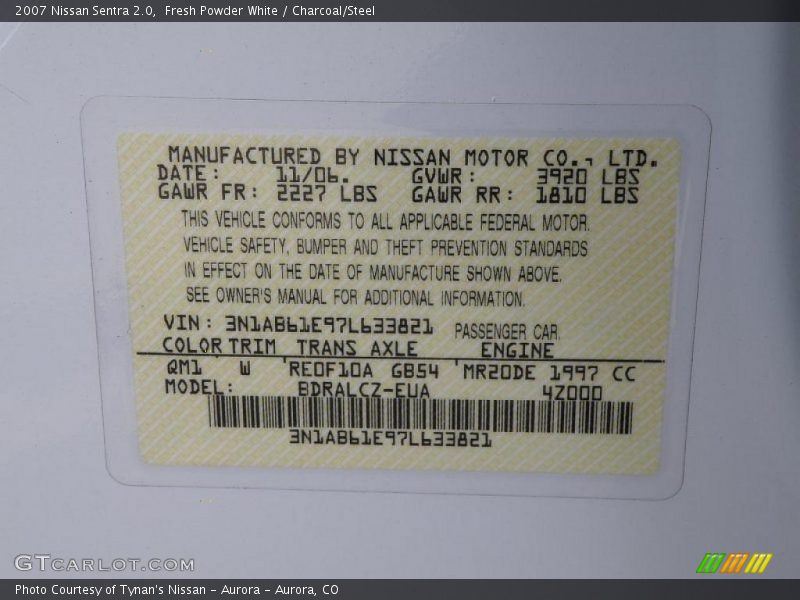 2007 Nissan Sentra 2.0, Fresh Powder White / Charcoal/Steel
MANUFACTURED BY NISSAN MOTOR CO., LTD.
DATE: 11/06. GVWR: 3920 LBS
GAWR FR: 2227 LBS GAWR RR: 1810 LBS
THIS VEHICLE CONFORMS TO ALL APPLICABLE FEDERAL MOTOR.
VEHICLE SAFETY, BUMPER AND THEFT PREVENTION STANDARDS
IN EFFECT ON THE DATE OF MANUFACTURE SHOWN ABOVE.
SEE OWNER'S MANUAL FOR ADDITIONAL INFORMATION.
VIN: 3N1AB61E97L633821 PASSENGER CAR.
COLOR TRIM TRANS AXLE ENGINE
QM1 W RE0F10A GB54 MR20DE 1997 CC
MODEL: BDRALCZ-EUA 4Z000
3N1AB61E97L633821
GTCARLOT.COM
Photo Courtesy of Tynan's Nissan - Aurora - Aurora, CO